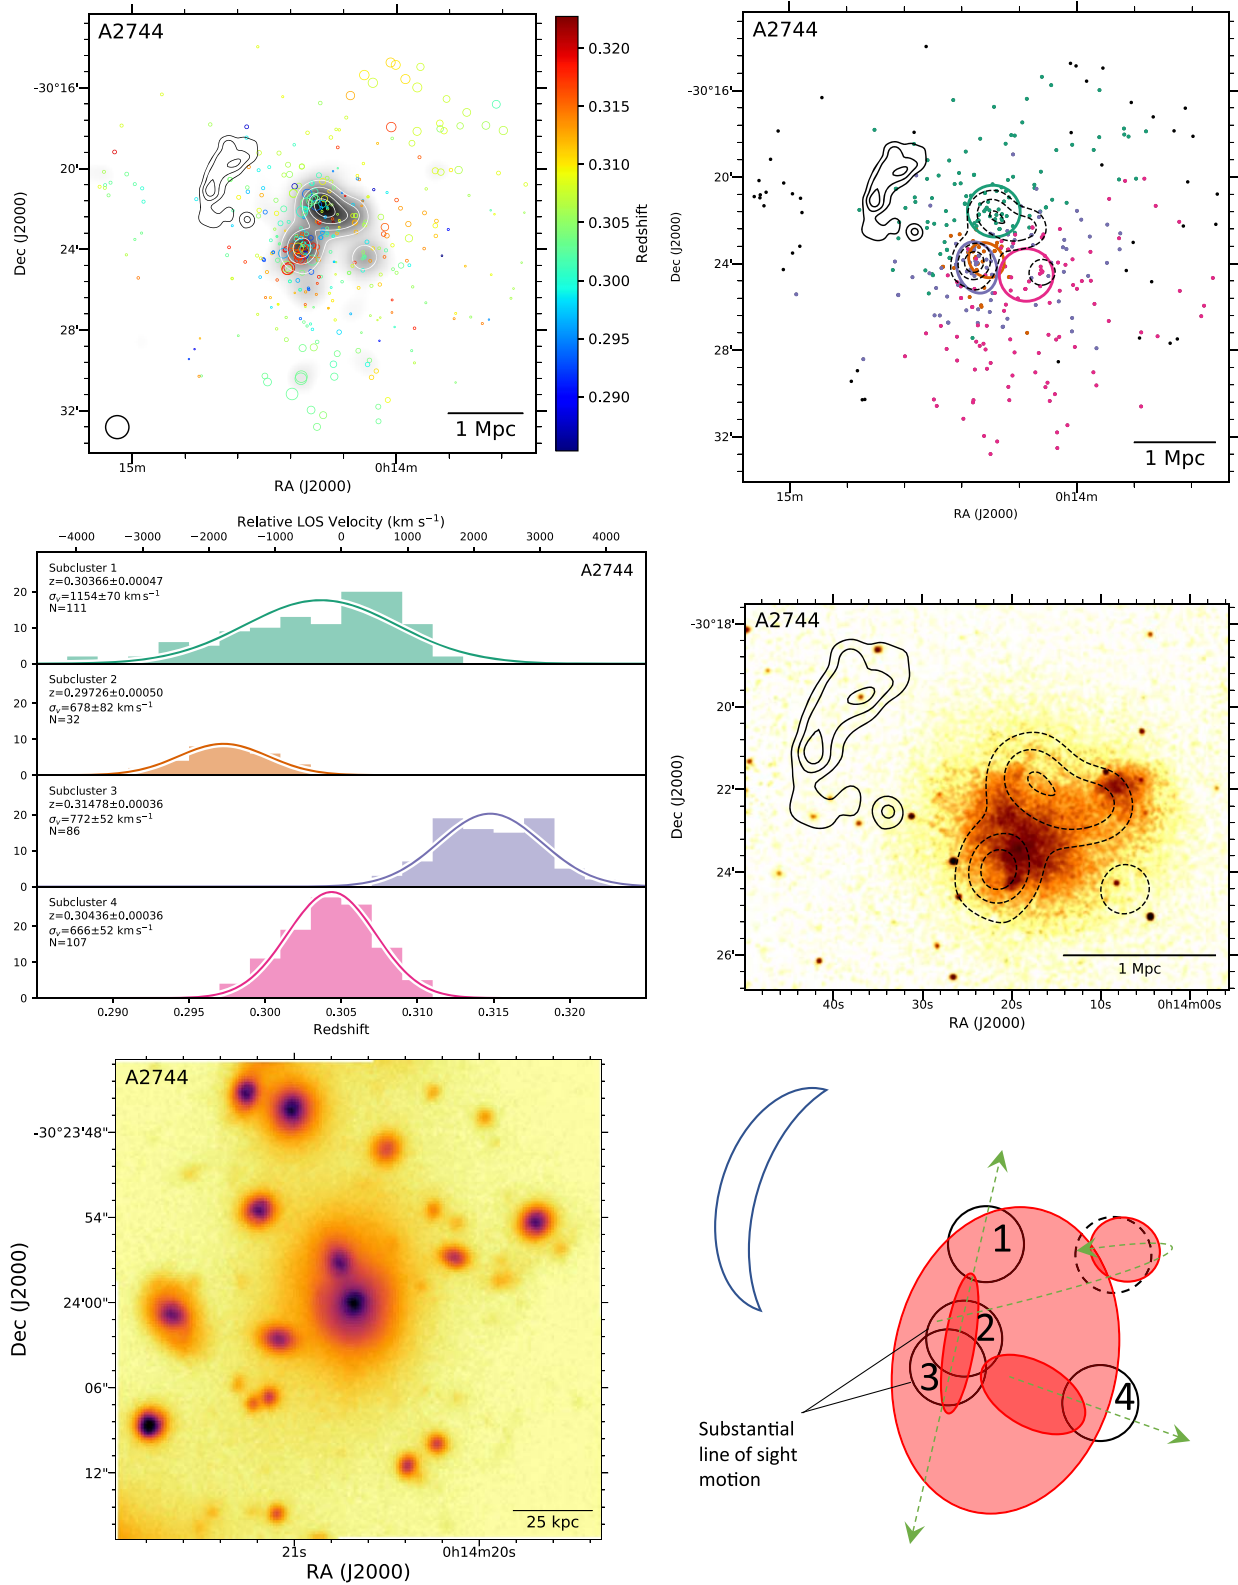 A2744
-30°16'
20'
24'
28'
32'
Dec (J2000)
15m
0h14m
RA (J2000)
1 Mpc
0.320
0.315
0.310
0.305
0.300
0.295
0.290
Redshift
A2744
-30°16'
20'
24'
28'
32'
Dec (J2000)
15m
0h14m
RA (J2000)
1 Mpc
Relative LOS Velocity (km s⁻¹)
−4000 −3000 −2000 −1000 0 1000 2000 3000 4000
A2744
Subcluster 1
z=0.30366±0.00047
σᵥ=1154±70 km s⁻¹
N=111
20
10
0
Subcluster 2
z=0.29726±0.00050
σᵥ=678±82 km s⁻¹
N=32
20
10
0
Subcluster 3
z=0.31478±0.00036
σᵥ=772±52 km s⁻¹
N=86
20
10
0
Subcluster 4
z=0.30436±0.00036
σᵥ=666±52 km s⁻¹
N=107
20
10
0
0.290 0.295 0.300 0.305 0.310 0.315 0.320
Redshift
A2744
-30°18'
20'
22'
24'
26'
Dec (J2000)
40s 30s 20s 10s 0h14m00s
RA (J2000)
1 Mpc
A2744
-30°23'48"
54"
24'00"
06"
12"
Dec (J2000)
21s 0h14m20s
RA (J2000)
25 kpc
1
2
3
4
Substantial
line of sight
motion